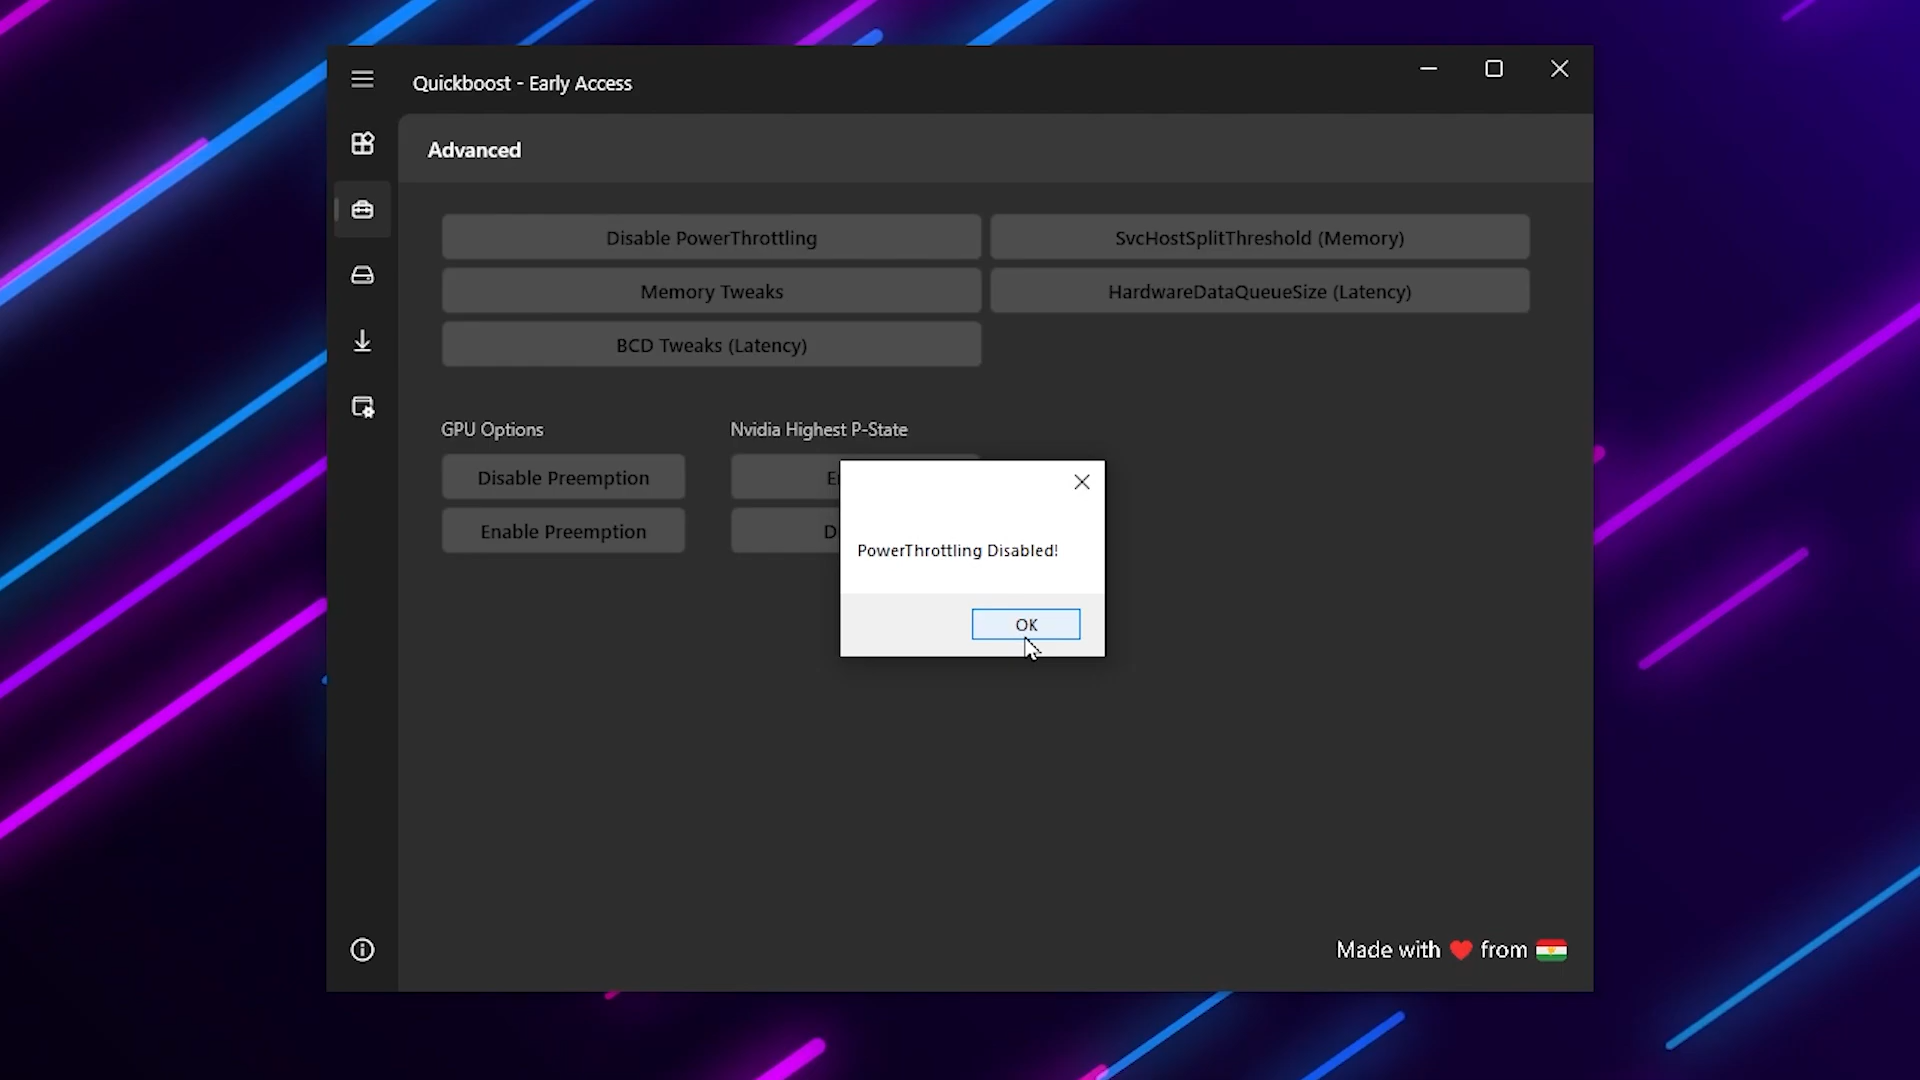 Quickboost - Early Access
Advanced
Disable PowerThrottling
SvcHostSplitThreshold (Memory)
Memory Tweaks
HardwareDataQueueSize (Latency)
BCD Tweaks (Latency)
GPU Options
Nvidia Highest P-State
Disable Preemption
Enable Preemption
PowerThrottling Disabled!
OK
Made with ❤ from